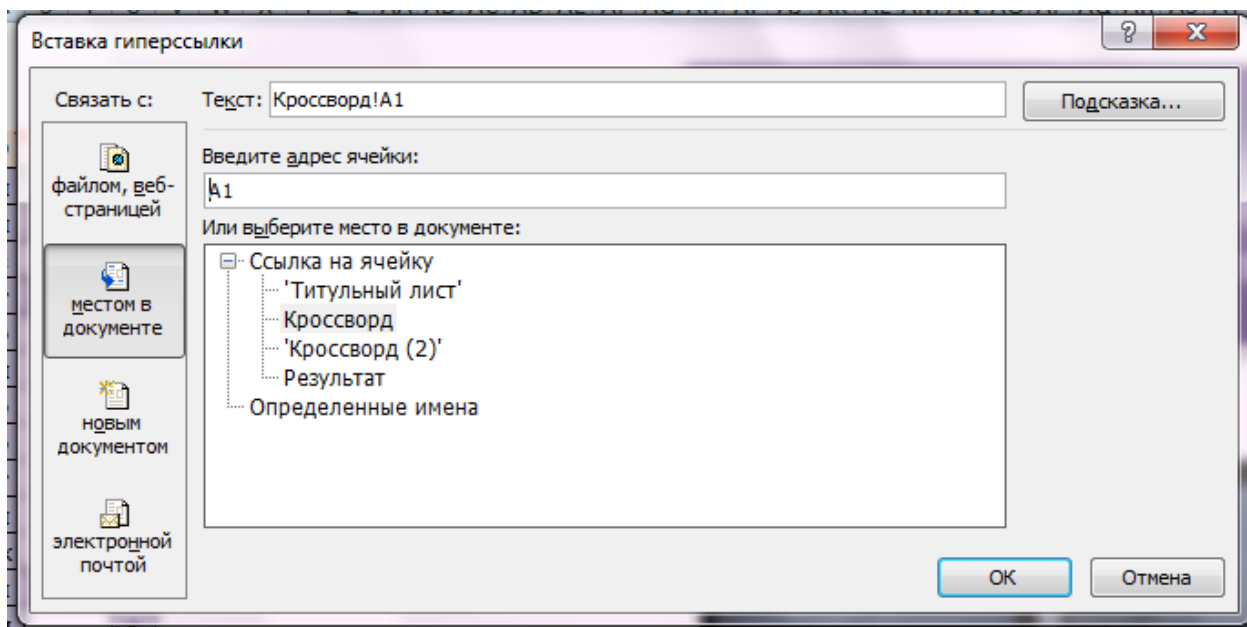 Вставка гиперссылки
Связать с:
Текст: Кроссворд!A1
Подсказка...
файлом, веб-
страницей
местом в
документе
новым
документом
электронной
почтой
Введите адрес ячейки:
A1
Или выберите место в документе:
Ссылка на ячейку
'Титульный лист'
Кроссворд
'Кроссворд (2)'
Результат
Определенные имена
ОК
Отмена